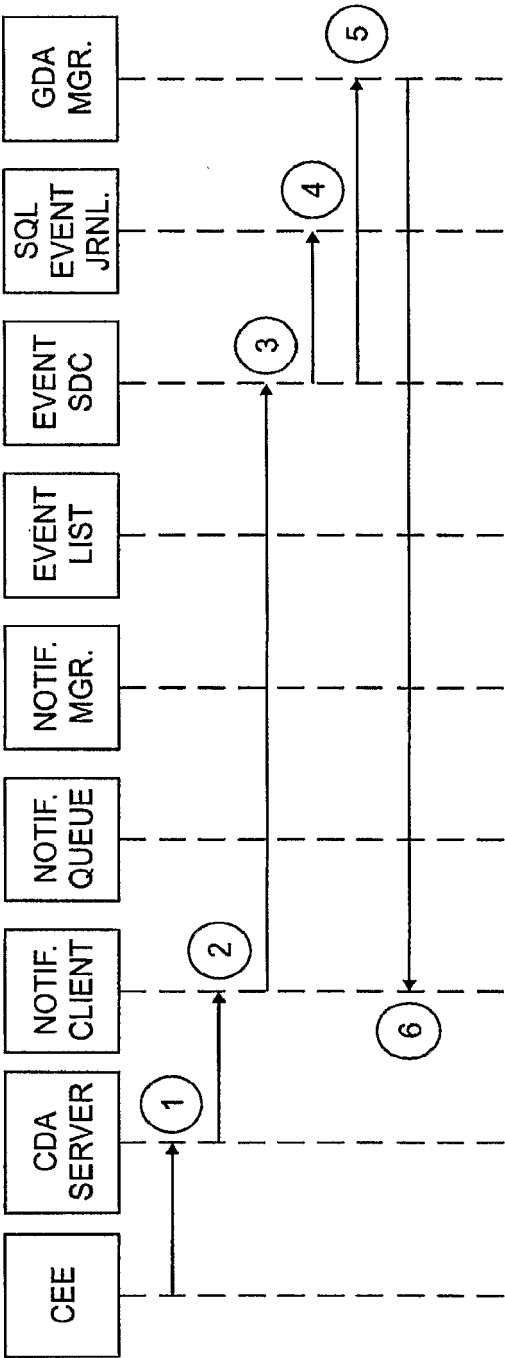 CEE
CDA
SERVER
NOTIF.
CLIENT
NOTIF.
QUEUE
NOTIF.
MGR.
EVENT
LIST
EVENT
SDC
SQL
EVENT
JRNL.
GDA
MGR.
1
2
3
4
5
6